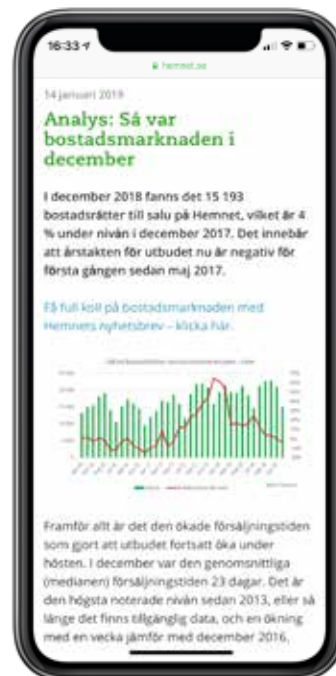 16:33
hemnet.se
14 januari 2019
Analys: Så var
bostadsmarknaden i
december
I december 2018 fanns det 15 193
bostadsrätter till salu på Hemnet, vilket är 4
% under nivån i december 2017. Det innebär
att årstakten för utbudet nu är negativ för
första gången sedan maj 2017.
Få full koll på bostadsmarknaden med
Hemnets nyhetsbrev – klicka här.
Framför allt är det den ökade försäljningstiden
som gjort att utbudet fortsatt öka under
hösten. I december var den genomsnittliga
(medianen) försäljningstiden 23 dagar. Det är
den högsta noterade nivån sedan 2013, eller så
länge det finns tillgänglig data, och en ökning
med en vecka jämför med december 2016,